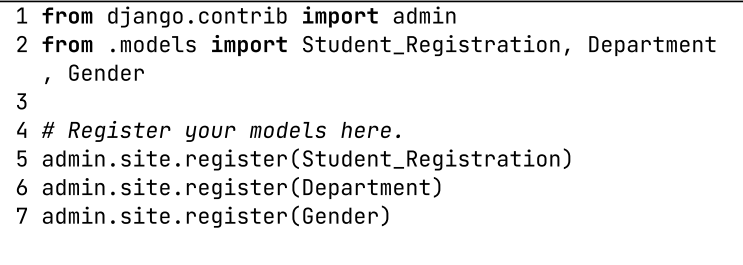 1 from django.contrib import admin
2 from .models import Student_Registration, Department
, Gender
3
4 # Register your models here.
5 admin.site.register(Student_Registration)
6 admin.site.register(Department)
7 admin.site.register(Gender)